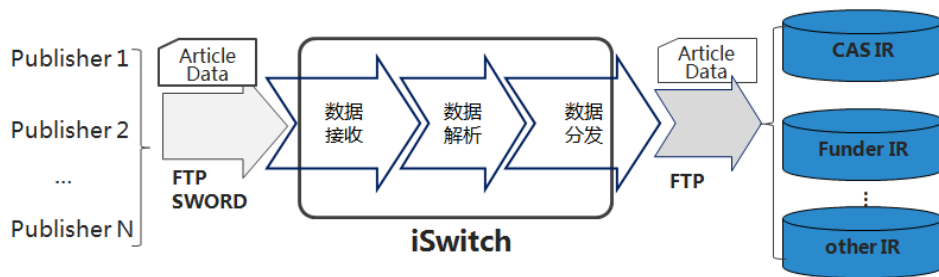 Publisher 1
Publisher 2
...
Publisher N
Article
Data
FTP
SWORD
数据
接收
数据
解析
数据
分发
iSwitch
Article
Data
FTP
CAS IR
Funder IR
...
other IR